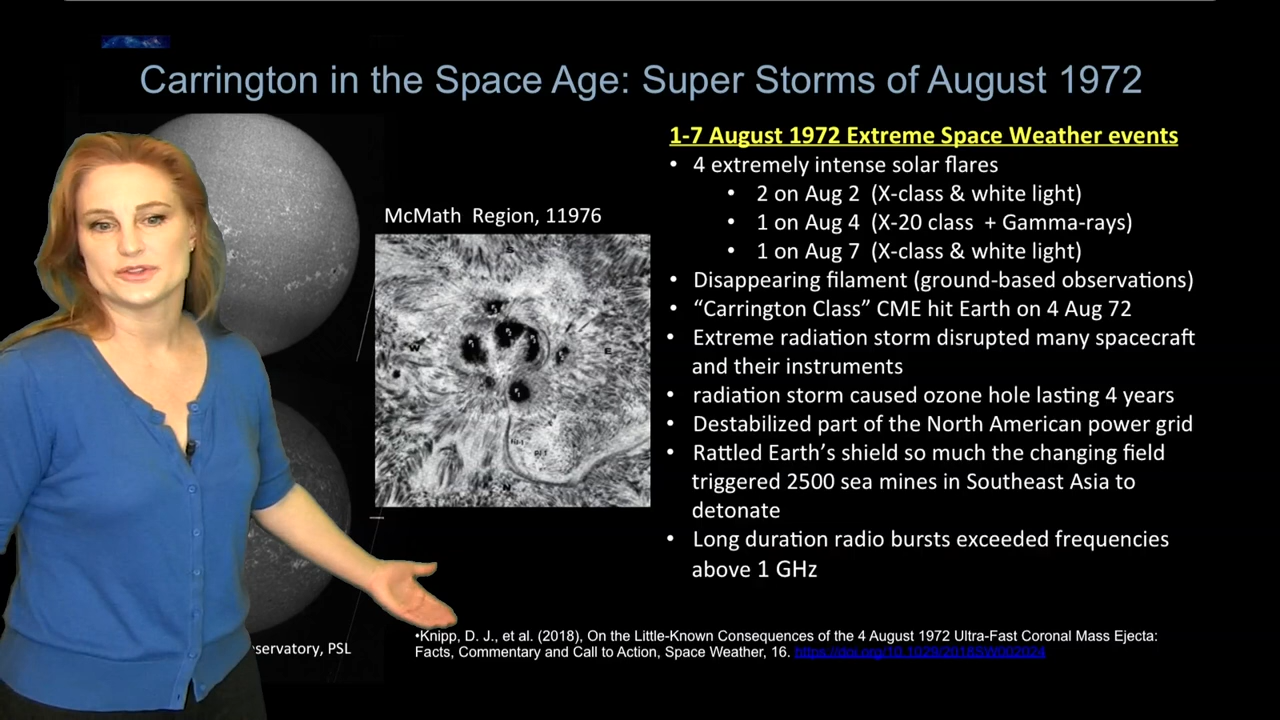 Carrington in the Space Age: Super Storms of August 1972
1-7 August 1972 Extreme Space Weather events
• 4 extremely intense solar flares
• 2 on Aug 2 (X-class & white light)
McMath Region, 11976
• 1 on Aug 4 (X-20 class + Gamma-rays)
• 1 on Aug 7 (X-class & white light)
• Disappearing filament (ground-based observations)
• “Carrington Class” CME hit Earth on 4 Aug 72
• Extreme radiation storm disrupted many spacecraft
and their instruments
• radiation storm caused ozone hole lasting 4 years
• Destabilized part of the North American power grid
• Rattled Earth’s shield so much the changing field
triggered 2500 sea mines in Southeast Asia to
detonate
• Long duration radio bursts exceeded frequencies
above 1 GHz
•Knipp, D. J., et al. (2018), On the Little-Known Consequences of the 4 August 1972 Ultra-Fast Coronal Mass Ejecta:
Facts, Commentary and Call to Action, Space Weather, 16. https://doi.org/10.1029/2018SW002024
servatory, PSL